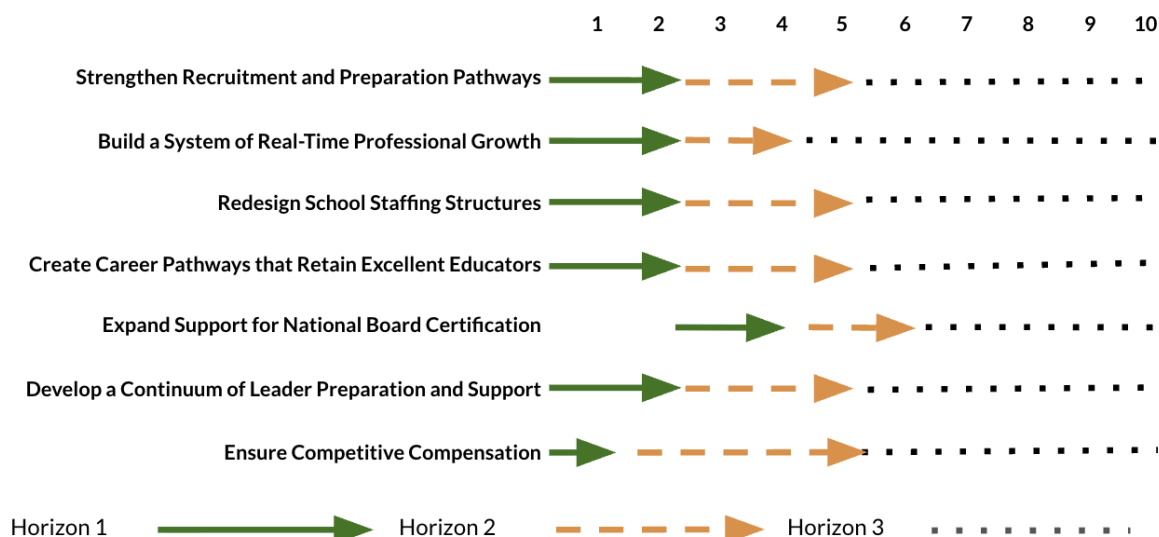 1 2 3 4 5 6 7 8 9 10
Strengthen Recruitment and Preparation Pathways
Build a System of Real-Time Professional Growth
Redesign School Staffing Structures
Create Career Pathways that Retain Excellent Educators
Expand Support for National Board Certification
Develop a Continuum of Leader Preparation and Support
Ensure Competitive Compensation
Horizon 1 Horizon 2 Horizon 3